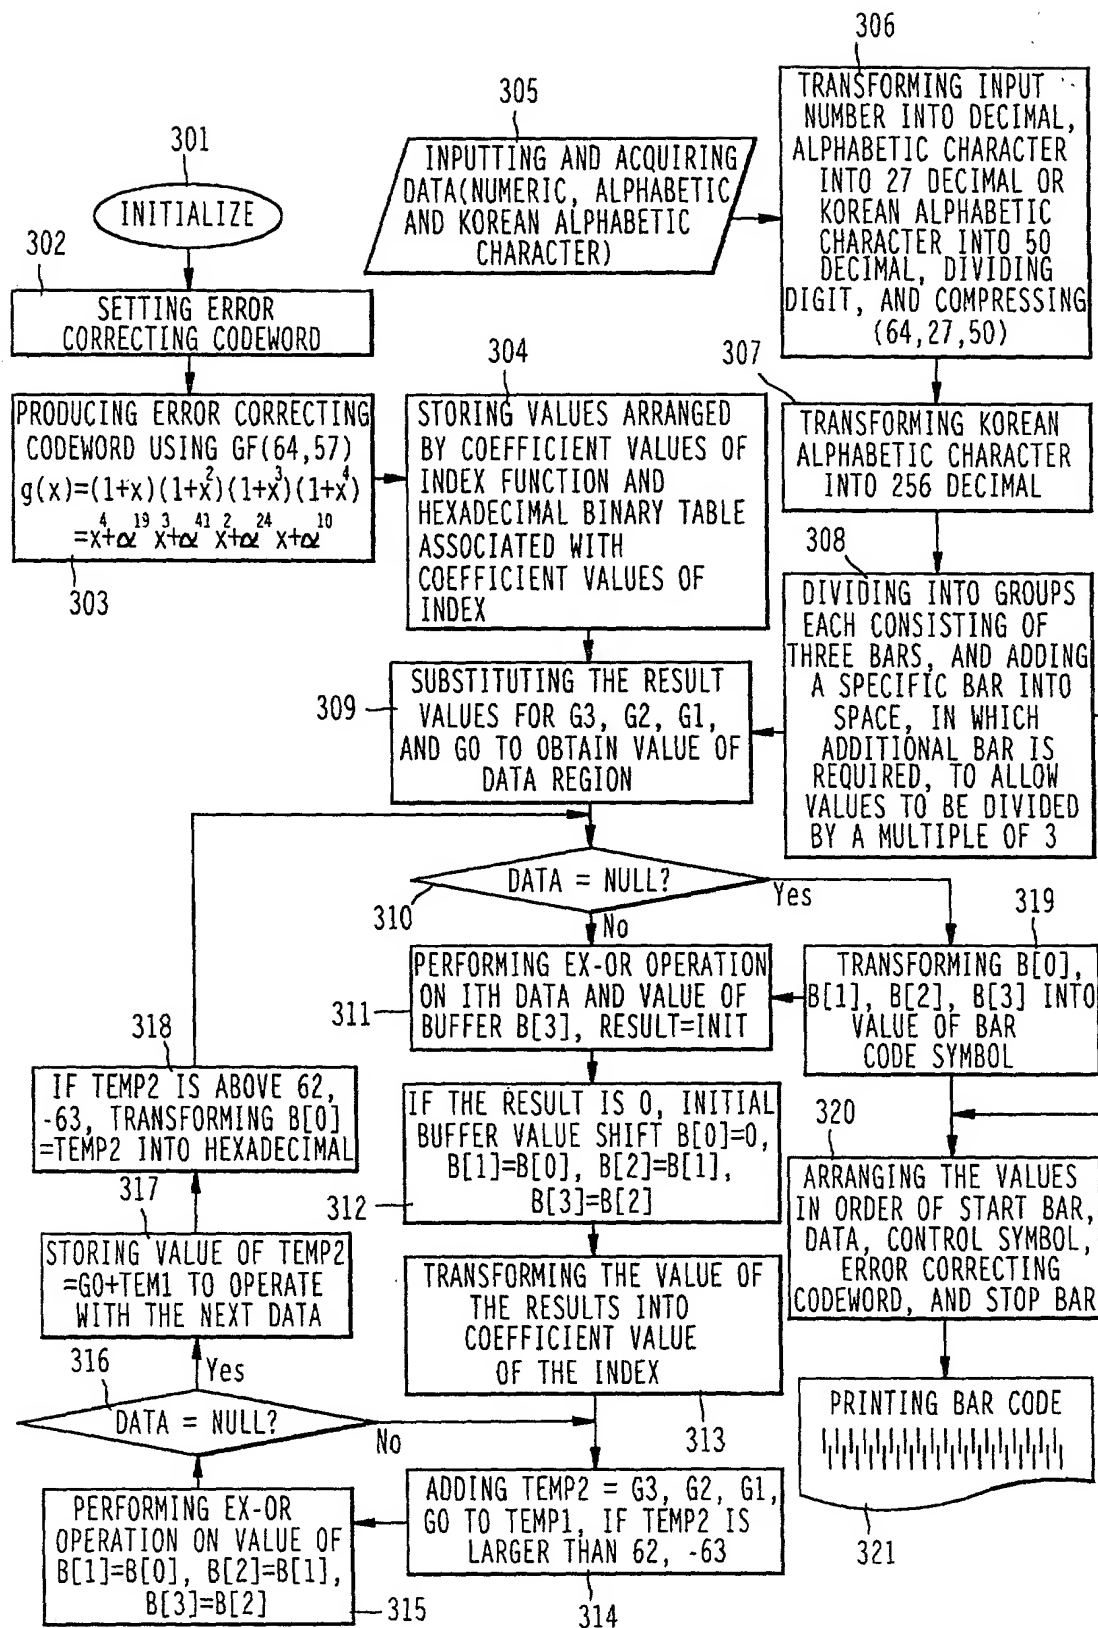 301
INITIALIZE
302
SETTING ERROR
CORRECTING CODEWORD
PRODUCING ERROR CORRECTING
CODEWORD USING GF(64,57)
g(x)=(1+x)(1+x²)(1+x³)(1+x⁴)
=x⁴+α¹⁹x³+α⁴¹x²+α²⁴x+α¹⁰
303
304
STORING VALUES ARRANGED
BY COEFFICIENT VALUES OF
INDEX FUNCTION AND
HEXADECIMAL BINARY TABLE
ASSOCIATED WITH
COEFFICIENT VALUES OF
INDEX
305
INPUTTING AND ACQUIRING
DATA(NUMERIC, ALPHABETIC
AND KOREAN ALPHABETIC
CHARACTER)
306
TRANSFORMING INPUT
NUMBER INTO DECIMAL,
ALPHABETIC CHARACTER
INTO 27 DECIMAL OR
KOREAN ALPHABETIC
CHARACTER INTO 50
DECIMAL, DIVIDING
DIGIT, AND COMPRESSING
(64,27,50)
307
TRANSFORMING KOREAN
ALPHABETIC CHARACTER
INTO 256 DECIMAL
308
DIVIDING INTO GROUPS
EACH CONSISTING OF
THREE BARS, AND ADDING
A SPECIFIC BAR INTO
SPACE, IN WHICH
ADDITIONAL BAR IS
REQUIRED, TO ALLOW
VALUES TO BE DIVIDED
BY A MULTIPLE OF 3
309
SUBSTITUTING THE RESULT
VALUES FOR G3, G2, G1,
AND GO TO OBTAIN VALUE OF
DATA REGION
310
DATA = NULL?
Yes
No
311
PERFORMING EX-OR OPERATION
ON ITH DATA AND VALUE OF
BUFFER B[3], RESULT=INIT
312
IF THE RESULT IS 0, INITIAL
BUFFER VALUE SHIFT B[0]=0,
B[1]=B[0], B[2]=B[1],
B[3]=B[2]
TRANSFORMING THE VALUE OF
THE RESULTS INTO
COEFFICIENT VALUE
OF THE INDEX
313
ADDING TEMP2 = G3, G2, G1,
GO TO TEMP1, IF TEMP2 IS
LARGER THAN 62, -63
314
PERFORMING EX-OR
OPERATION ON VALUE OF
B[1]=B[0], B[2]=B[1],
B[3]=B[2]
315
316
DATA = NULL?
Yes
No
317
STORING VALUE OF TEMP2
=G0+TEM1 TO OPERATE
WITH THE NEXT DATA
318
IF TEMP2 IS ABOVE 62,
-63, TRANSFORMING B[0]
=TEMP2 INTO HEXADECIMAL
319
TRANSFORMING B[0],
B[1], B[2], B[3] INTO
VALUE OF BAR
CODE SYMBOL
320
ARRANGING THE VALUES
IN ORDER OF START BAR,
DATA, CONTROL SYMBOL,
ERROR CORRECTING
CODEWORD, AND STOP BAR
PRINTING BAR CODE
321